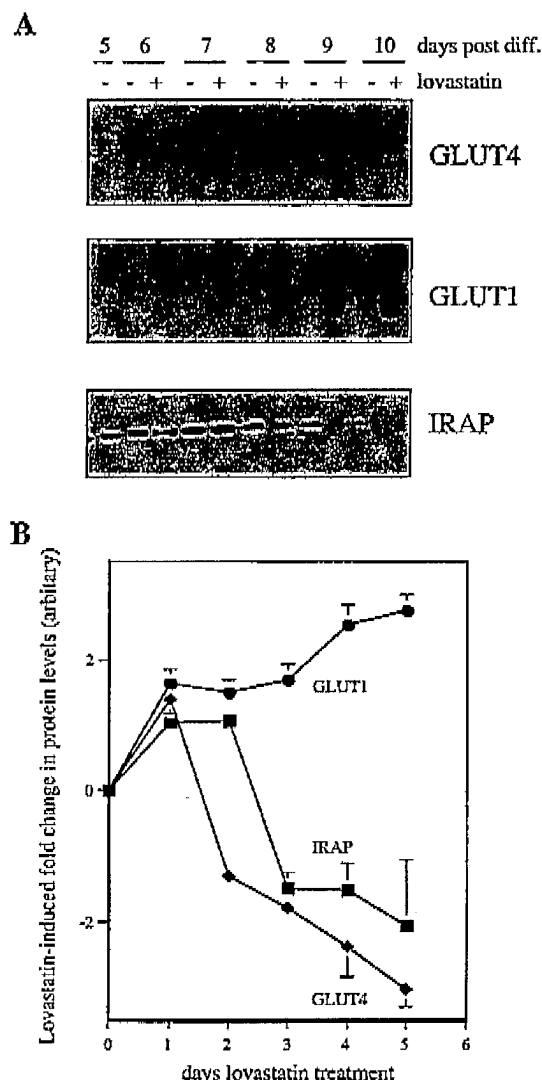 A
5 6 7 8 9 10 days post diff.
- - + - + - + - + - + lovastatin
GLUT4
GLUT1
IRAP
B
Lovastatin-induced fold change in protein levels (arbitary)
2
0
-2
GLUT1
IRAP
GLUT4
0 1 2 3 4 5 6
days lovastatin treatment